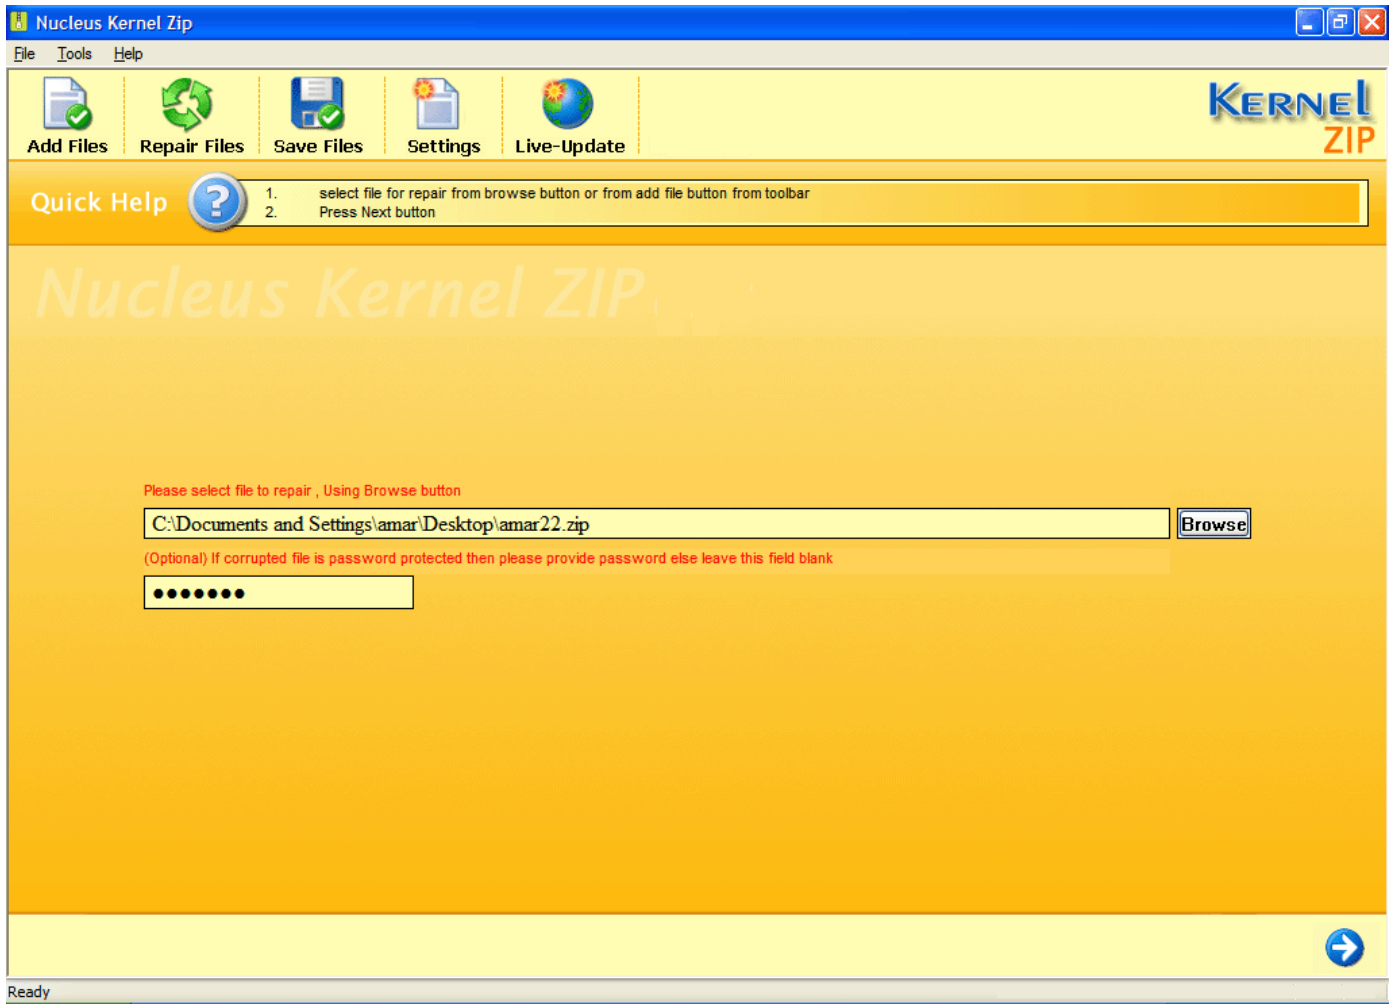 Nucleus Kernel Zip
File Tools Help
Add Files Repair Files Save Files Settings Live-Update
KERNEL
ZIP
Quick Help
1. select file for repair from browse button or from add file button from toolbar
2. Press Next button
Nucleus Kernel ZIP
Please select file to repair , Using Browse button
C:\Documents and Settings\amar\Desktop\amar22.zip Browse
(Optional) If corrupted file is password protected then please provide password else leave this field blank
●●●●●●●
Ready